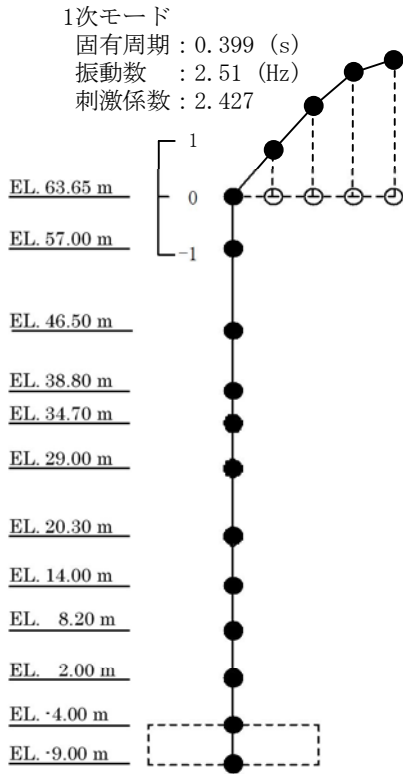 1次モード
固有周期：0.399 (s)
振動数　：2.51 (Hz)
刺激係数：2.427
1
EL. 63.65 m
0
EL. 57.00 m
-1
EL. 46.50 m
EL. 38.80 m
EL. 34.70 m
EL. 29.00 m
EL. 20.30 m
EL. 14.00 m
EL. 8.20 m
EL. 2.00 m
EL. -4.00 m
EL. -9.00 m